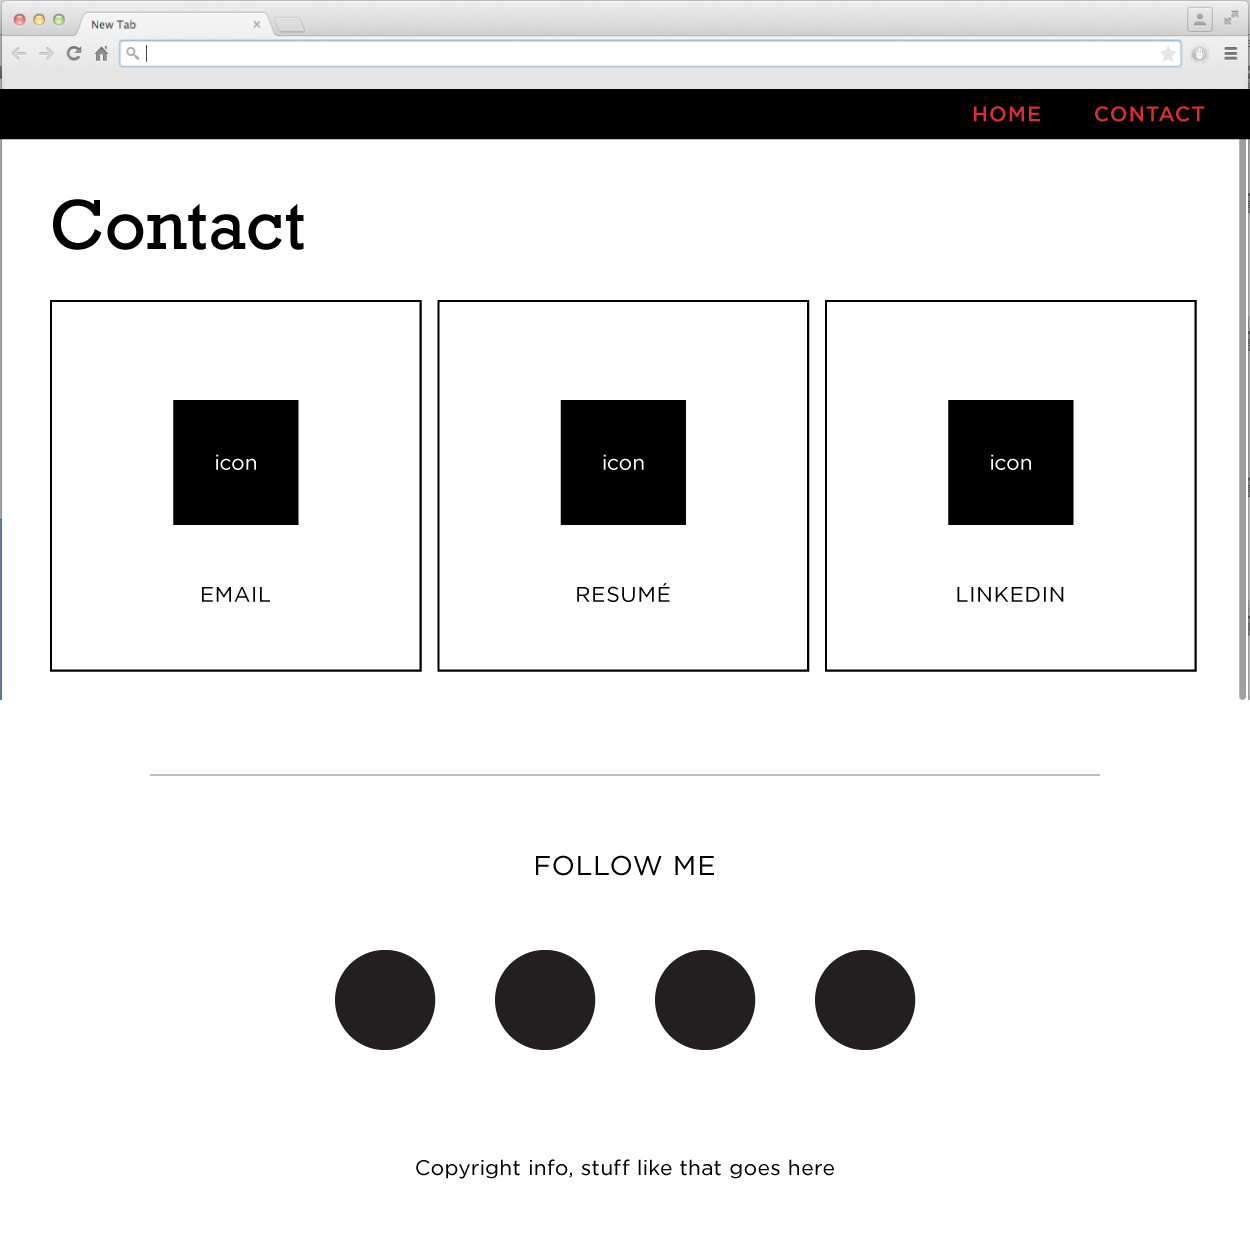 New Tab
HOME CONTACT
Contact
icon icon icon
EMAIL RESUMÉ LINKEDIN
FOLLOW ME
Copyright info, stuff like that goes here